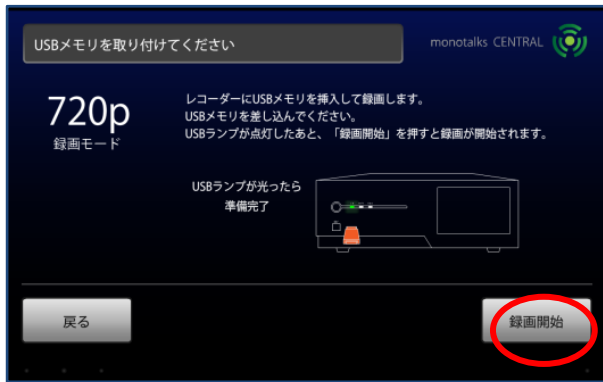 USBメモリを取り付けてください
monotalks CENTRAL
720p
録画モード
レコーダーにUSBメモリを挿入して録画します。
USBメモリを差し込んでください。
USBランプが点灯したあと、「録画開始」を押すと録画が開始されます。
USBランプが光ったら
準備完了
戻る
録画開始